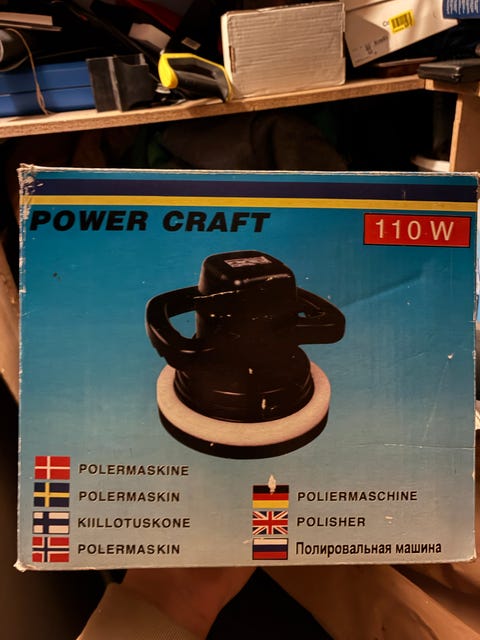 POWER CRAFT
110 W
POLERMASKINE
POLERMASKIN
KIILLOTUSKONE
POLERMASKIN
POLIERMASCHINE
POLISHER
Полировальная машина